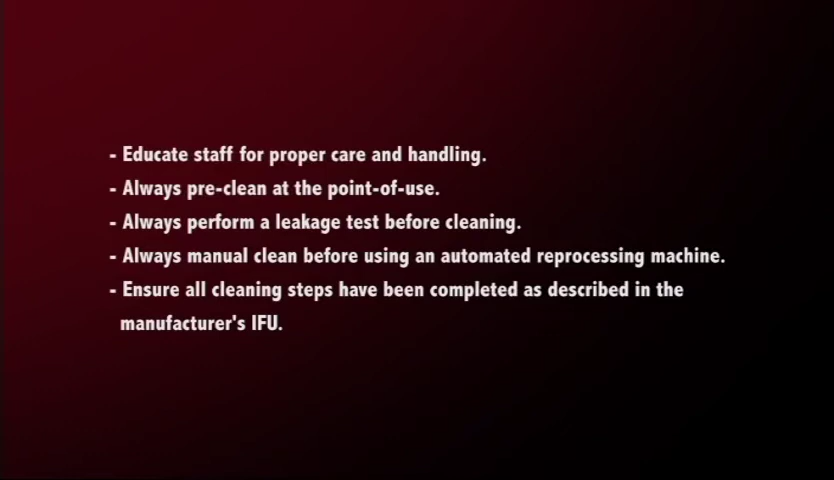 - Educate staff for proper care and handling.
- Always pre-clean at the point-of-use.
- Always perform a leakage test before cleaning.
- Always manual clean before using an automated reprocessing machine.
- Ensure all cleaning steps have been completed as described in the
manufacturer's IFU.